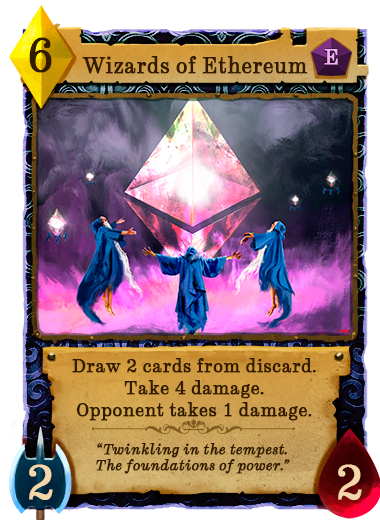 6
Wizards of Ethereum
E
Draw 2 cards from discard.
Take 4 damage.
Opponent takes 1 damage.
“Twinkling in the tempest.
The foundations of power.”
2
2